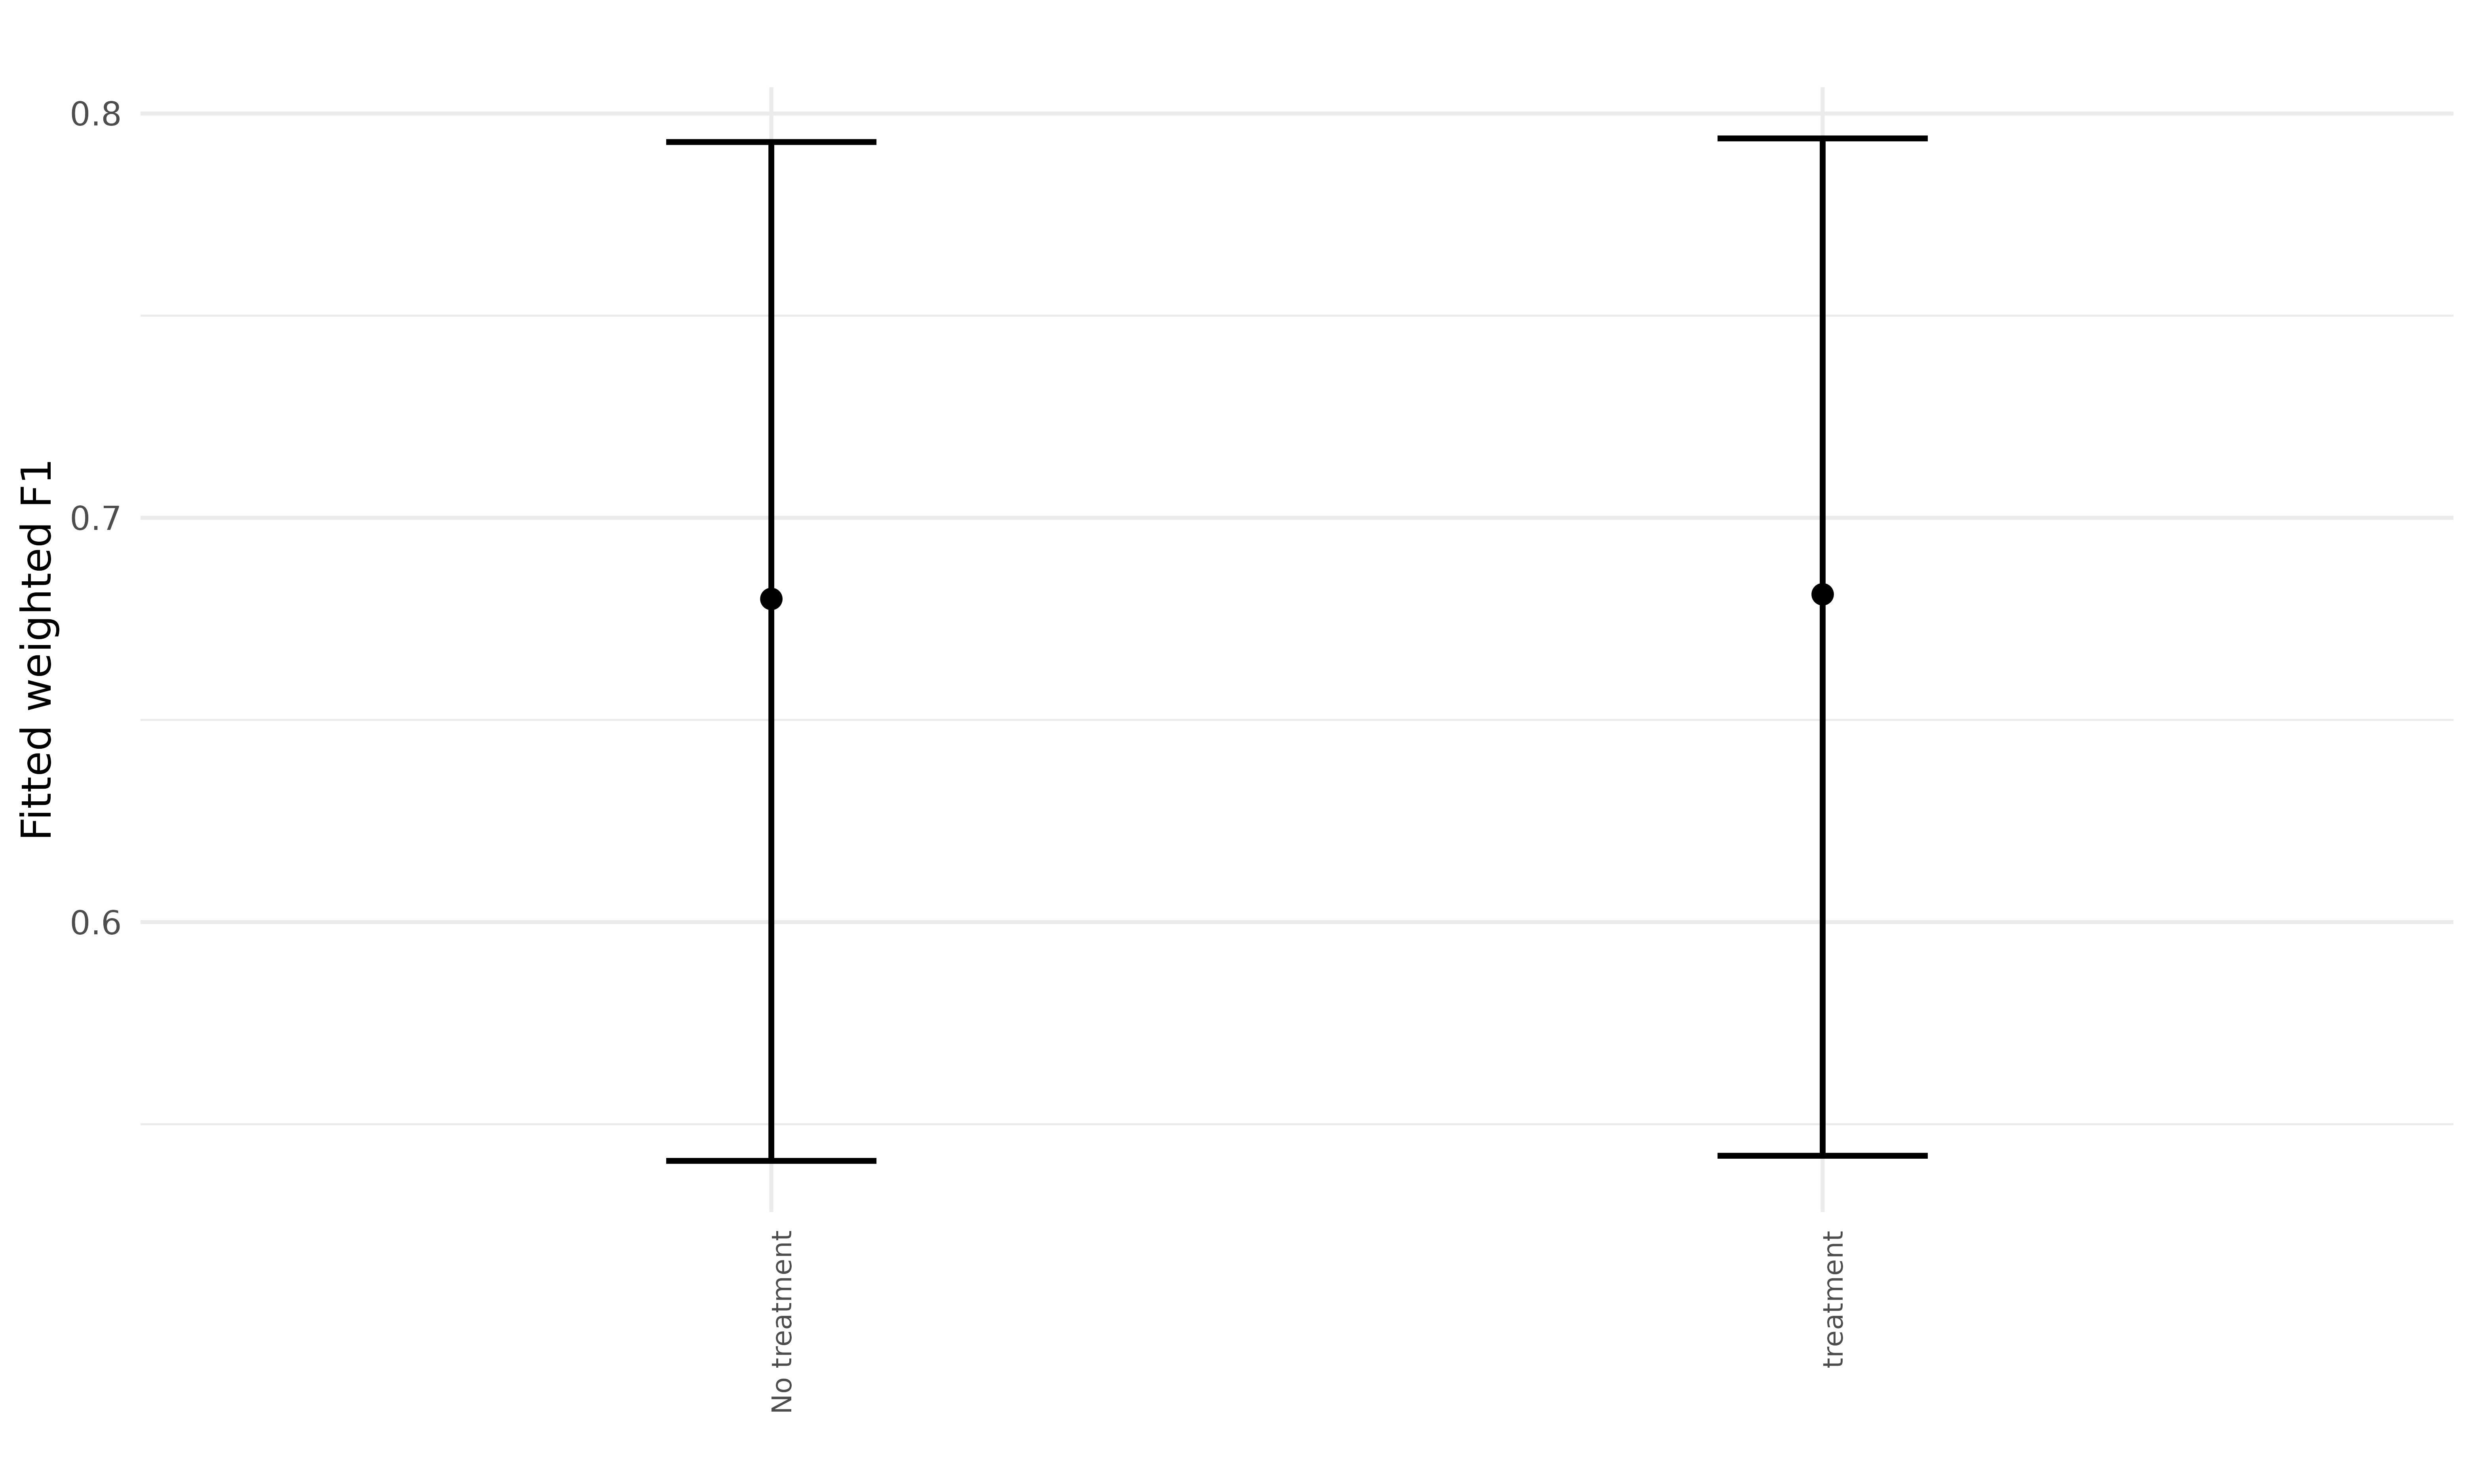 Fitted weighted F1
0.8
0.7
0.6
No treatment
treatment